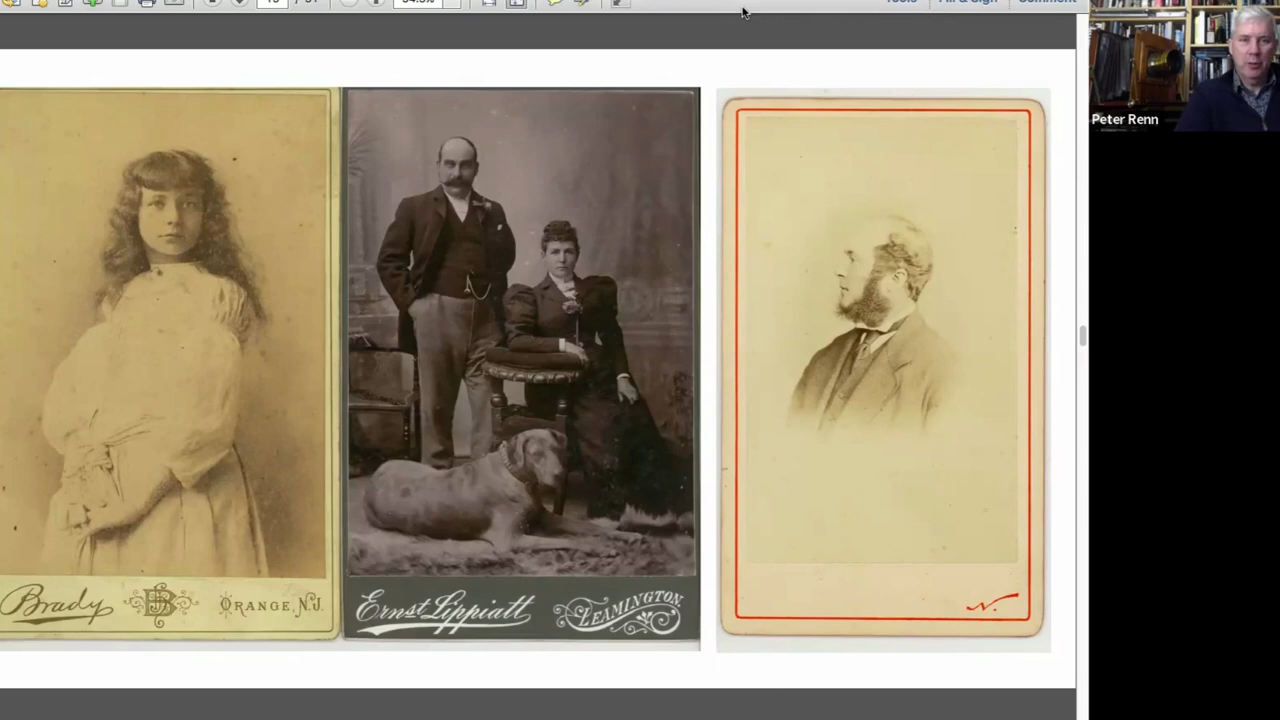 Peter Renn
Brady
B
ORANGE, N.J.
Ernst Lippiatt
LEAMINGTON.
N.